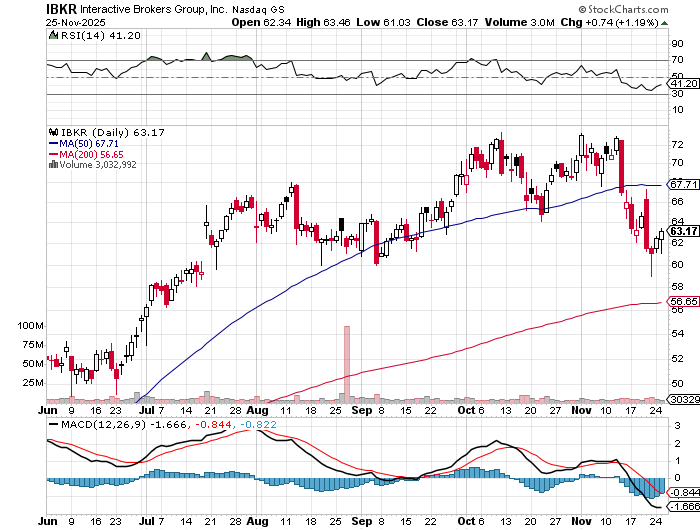 IBKR Interactive Brokers Group, Inc. Nasdaq GS
© StockCharts.com
25-Nov-2025
Open 62.34 High 63.46 Low 61.03 Close 63.17 Volume 3.0M Chg +0.74 (+1.19%)
RSI(14) 41.20
90
70
50
41.20
30
10
IBKR (Daily) 63.17
MA(50) 67.71
MA(200) 56.65
Volume 3,032,992
72
70
67.71
66
64
63.17
62
60
58
56.65
56
54
52
50
100M
75M
50M
25M
Jun 9 16 23 Jul 7 14 21 28 Aug 11 18 25 Sep 8 15 22 Oct 6 13 20 27 Nov 10 17 24
MACD(12,26,9) -1.666, -0.844, -0.822
3
2
1
0
-0.844
-1.666
Jun 9 16 23 Jul 7 14 21 28 Aug 11 18 25 Sep 8 15 22 Oct 6 13 20 27 Nov 10 17 24